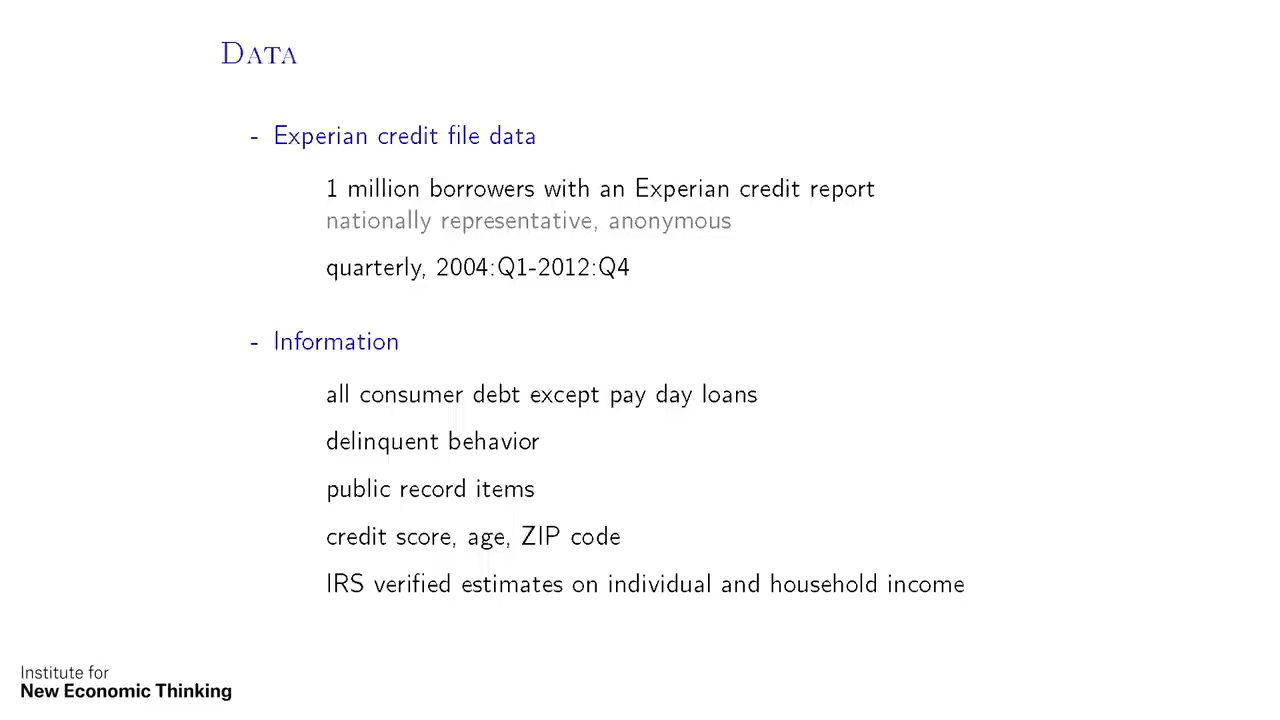 Data
- Experian credit file data
1 million borrowers with an Experian credit report
nationally representative, anonymous
quarterly, 2004:Q1-2012:Q4
- Information
all consumer debt except pay day loans
delinquent behavior
public record items
credit score, age, ZIP code
IRS verified estimates on individual and household income
Institute for
New Economic Thinking